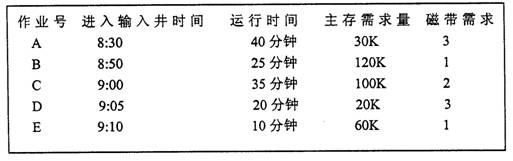 作业号 进入输入井时间 运行时间 主存需求量 磁带需求
A 8:30 40 分钟 30K 3
B 8:50 25 分钟 120K 1
C 9:00 35 分钟 100K 2
D 9:05 20 分钟 20K 3
E 9:10 10 分钟 60K 1